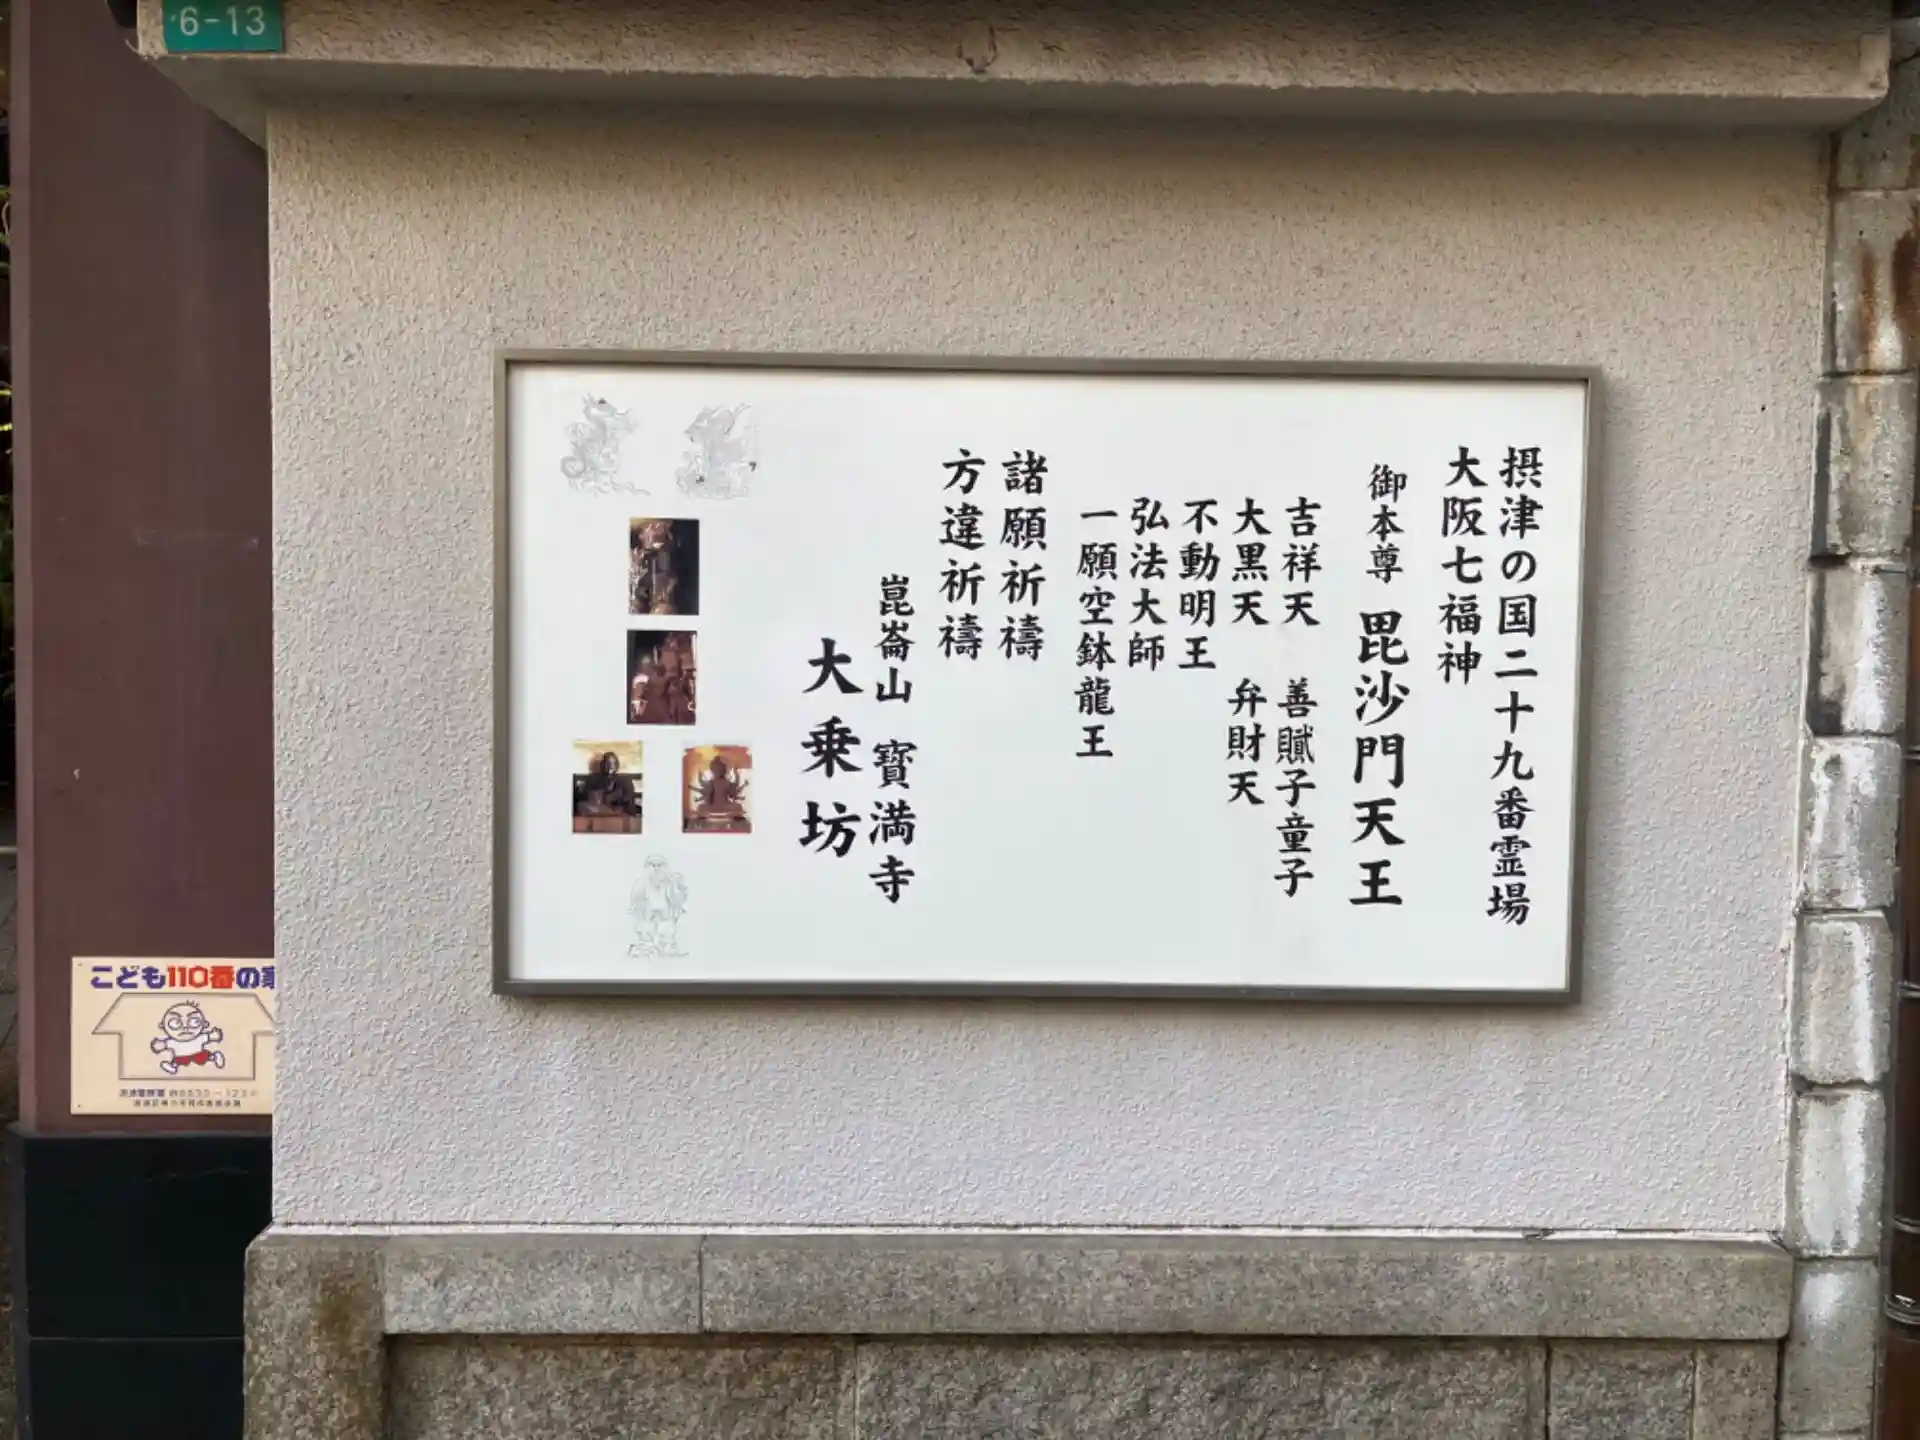 6-13
摂津の国二十九番霊場
大阪七福神
御本尊 毘沙門天王
吉祥天 善膩子童子
大黒天 弁財天
不動明王
弘法大師
一願空鉢龍王
諸願祈禱
方違祈禱
崑崙山 寳満寺
大乗坊
こども110番の家